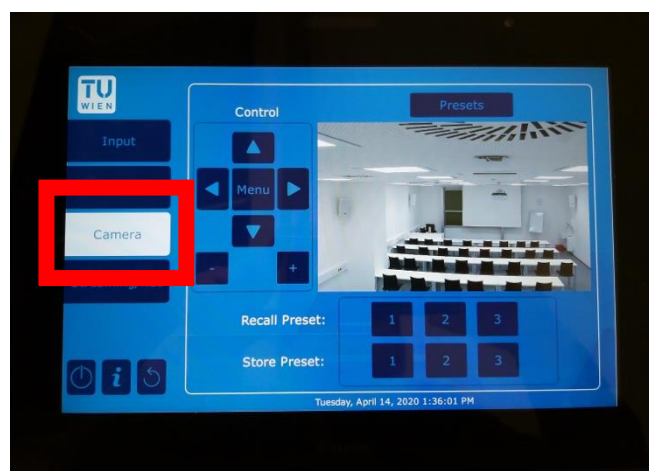 TU
WIEN
Input
Camera
Control
Menu
-
+
Presets
Recall Preset:
1
2
3
Store Preset:
1
2
3
i
Tuesday, April 14, 2020 1:36:01 PM